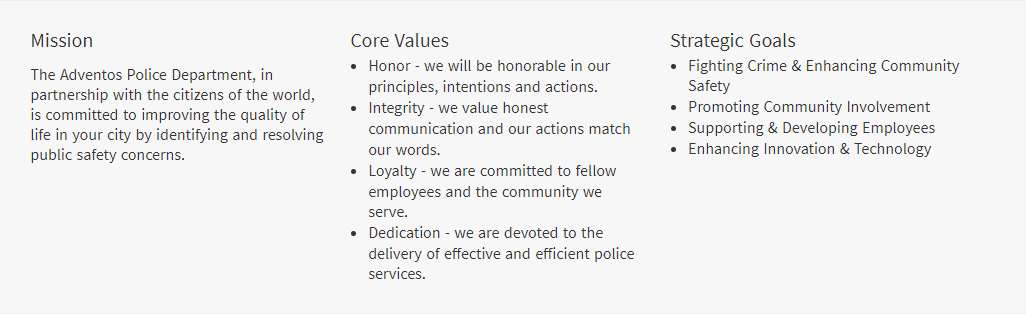 Mission
The Adventos Police Department, in
partnership with the citizens of the world,
is committed to improving the quality of
life in your city by identifying and resolving
public safety concerns.
Core Values
• Honor - we will be honorable in our
principles, intentions and actions.
• Integrity - we value honest
communication and our actions match
our words.
• Loyalty - we are committed to fellow
employees and the community we
serve.
• Dedication - we are devoted to the
delivery of effective and efficient police
services.
Strategic Goals
• Fighting Crime & Enhancing Community
Safety
• Promoting Community Involvement
• Supporting & Developing Employees
• Enhancing Innovation & Technology